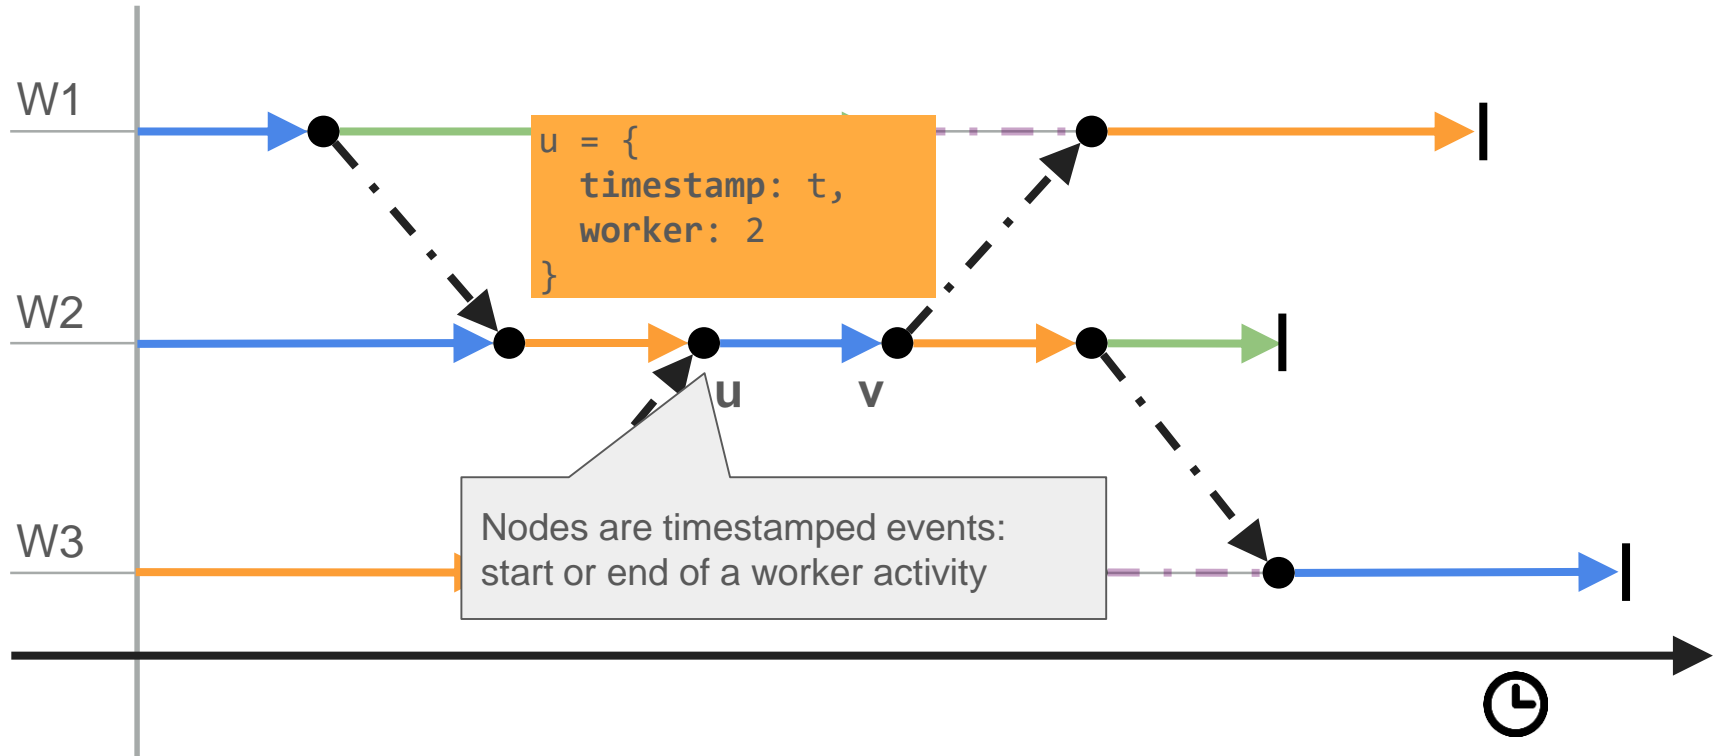 W1
u = {
timestamp: t,
worker: 2
}
W2
u
v
Nodes are timestamped events:
start or end of a worker activity
W3